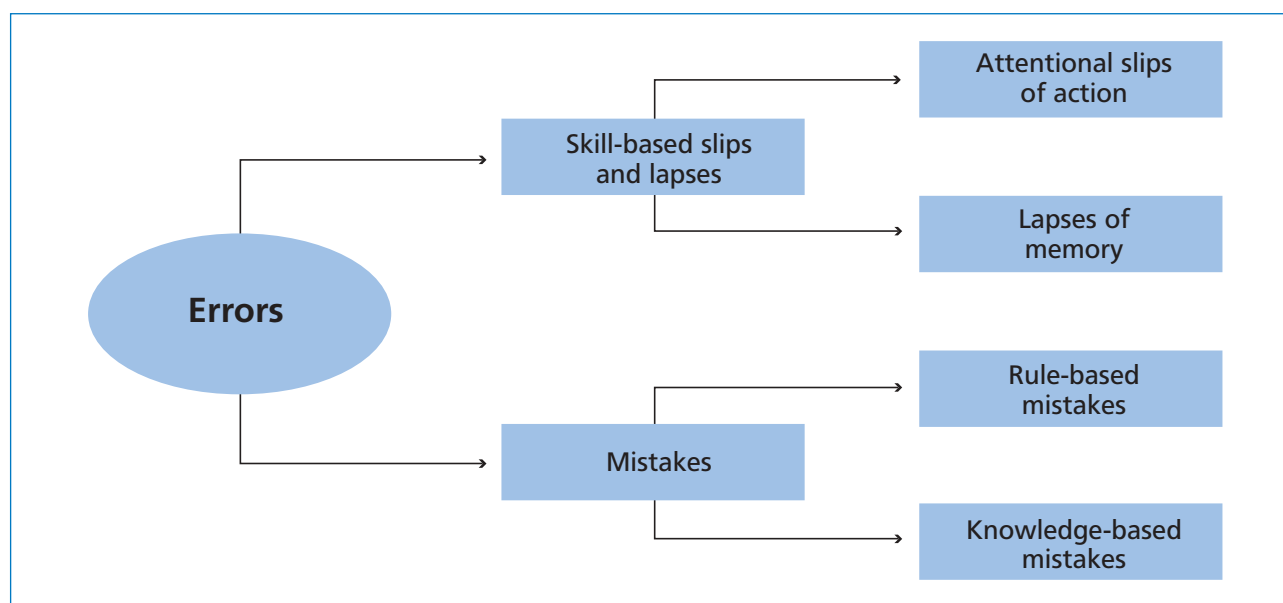 Attentional slips
of action
Skill-based slips
and lapses
Lapses of
memory
Errors
Rule-based
mistakes
Mistakes
Knowledge-based
mistakes